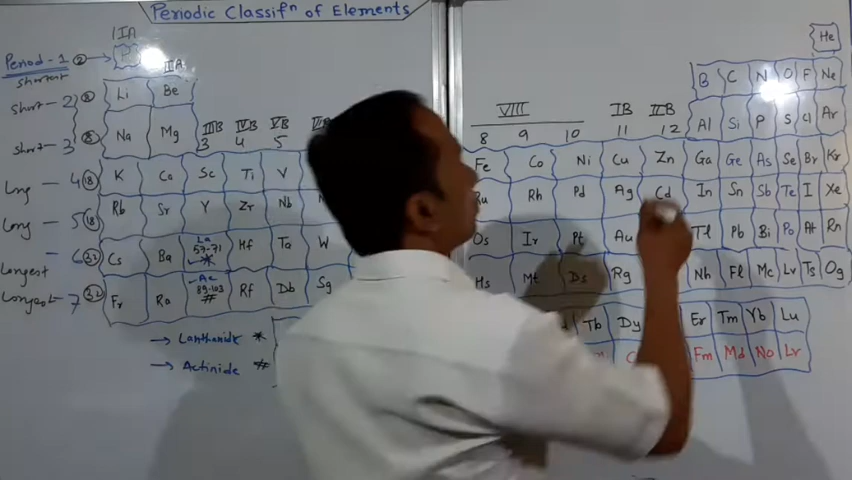 Periodic Classifⁿ of Elements
IA
He
Period - 1 ②
shortest
IIA
B C N O F Ne
short - 2 ⑧ Li Be
VIII IB IIB
Al Si P S Cl Ar
short - 3 ⑧ Na Mg IIIB IVB VB
3 4 5 8 9 10 11 12
Long - 4 ⑱ K Ca Sc Ti V Fe Co Ni Cu Zn Ga Ge As Se Br Kr
Long - 5 ⑱ Rb Sr Y Zr Nb Ru Rh Pd Ag Cd In Sn Sb Te I Xe
Longest - 6 Cs Ba La 57-71 * Hf Ta W Os Ir Pt Au Tl Pb Bi Po At Rn
Longest - 7 Fr Ra Ac 89-103 # Rf Db Sg Hs Mt Ds Rg Nh Fl Mc Lv Ts Og
→ Lanthanide * Tb Dy Er Tm Yb Lu
→ Actinide # Fm Md No Lr